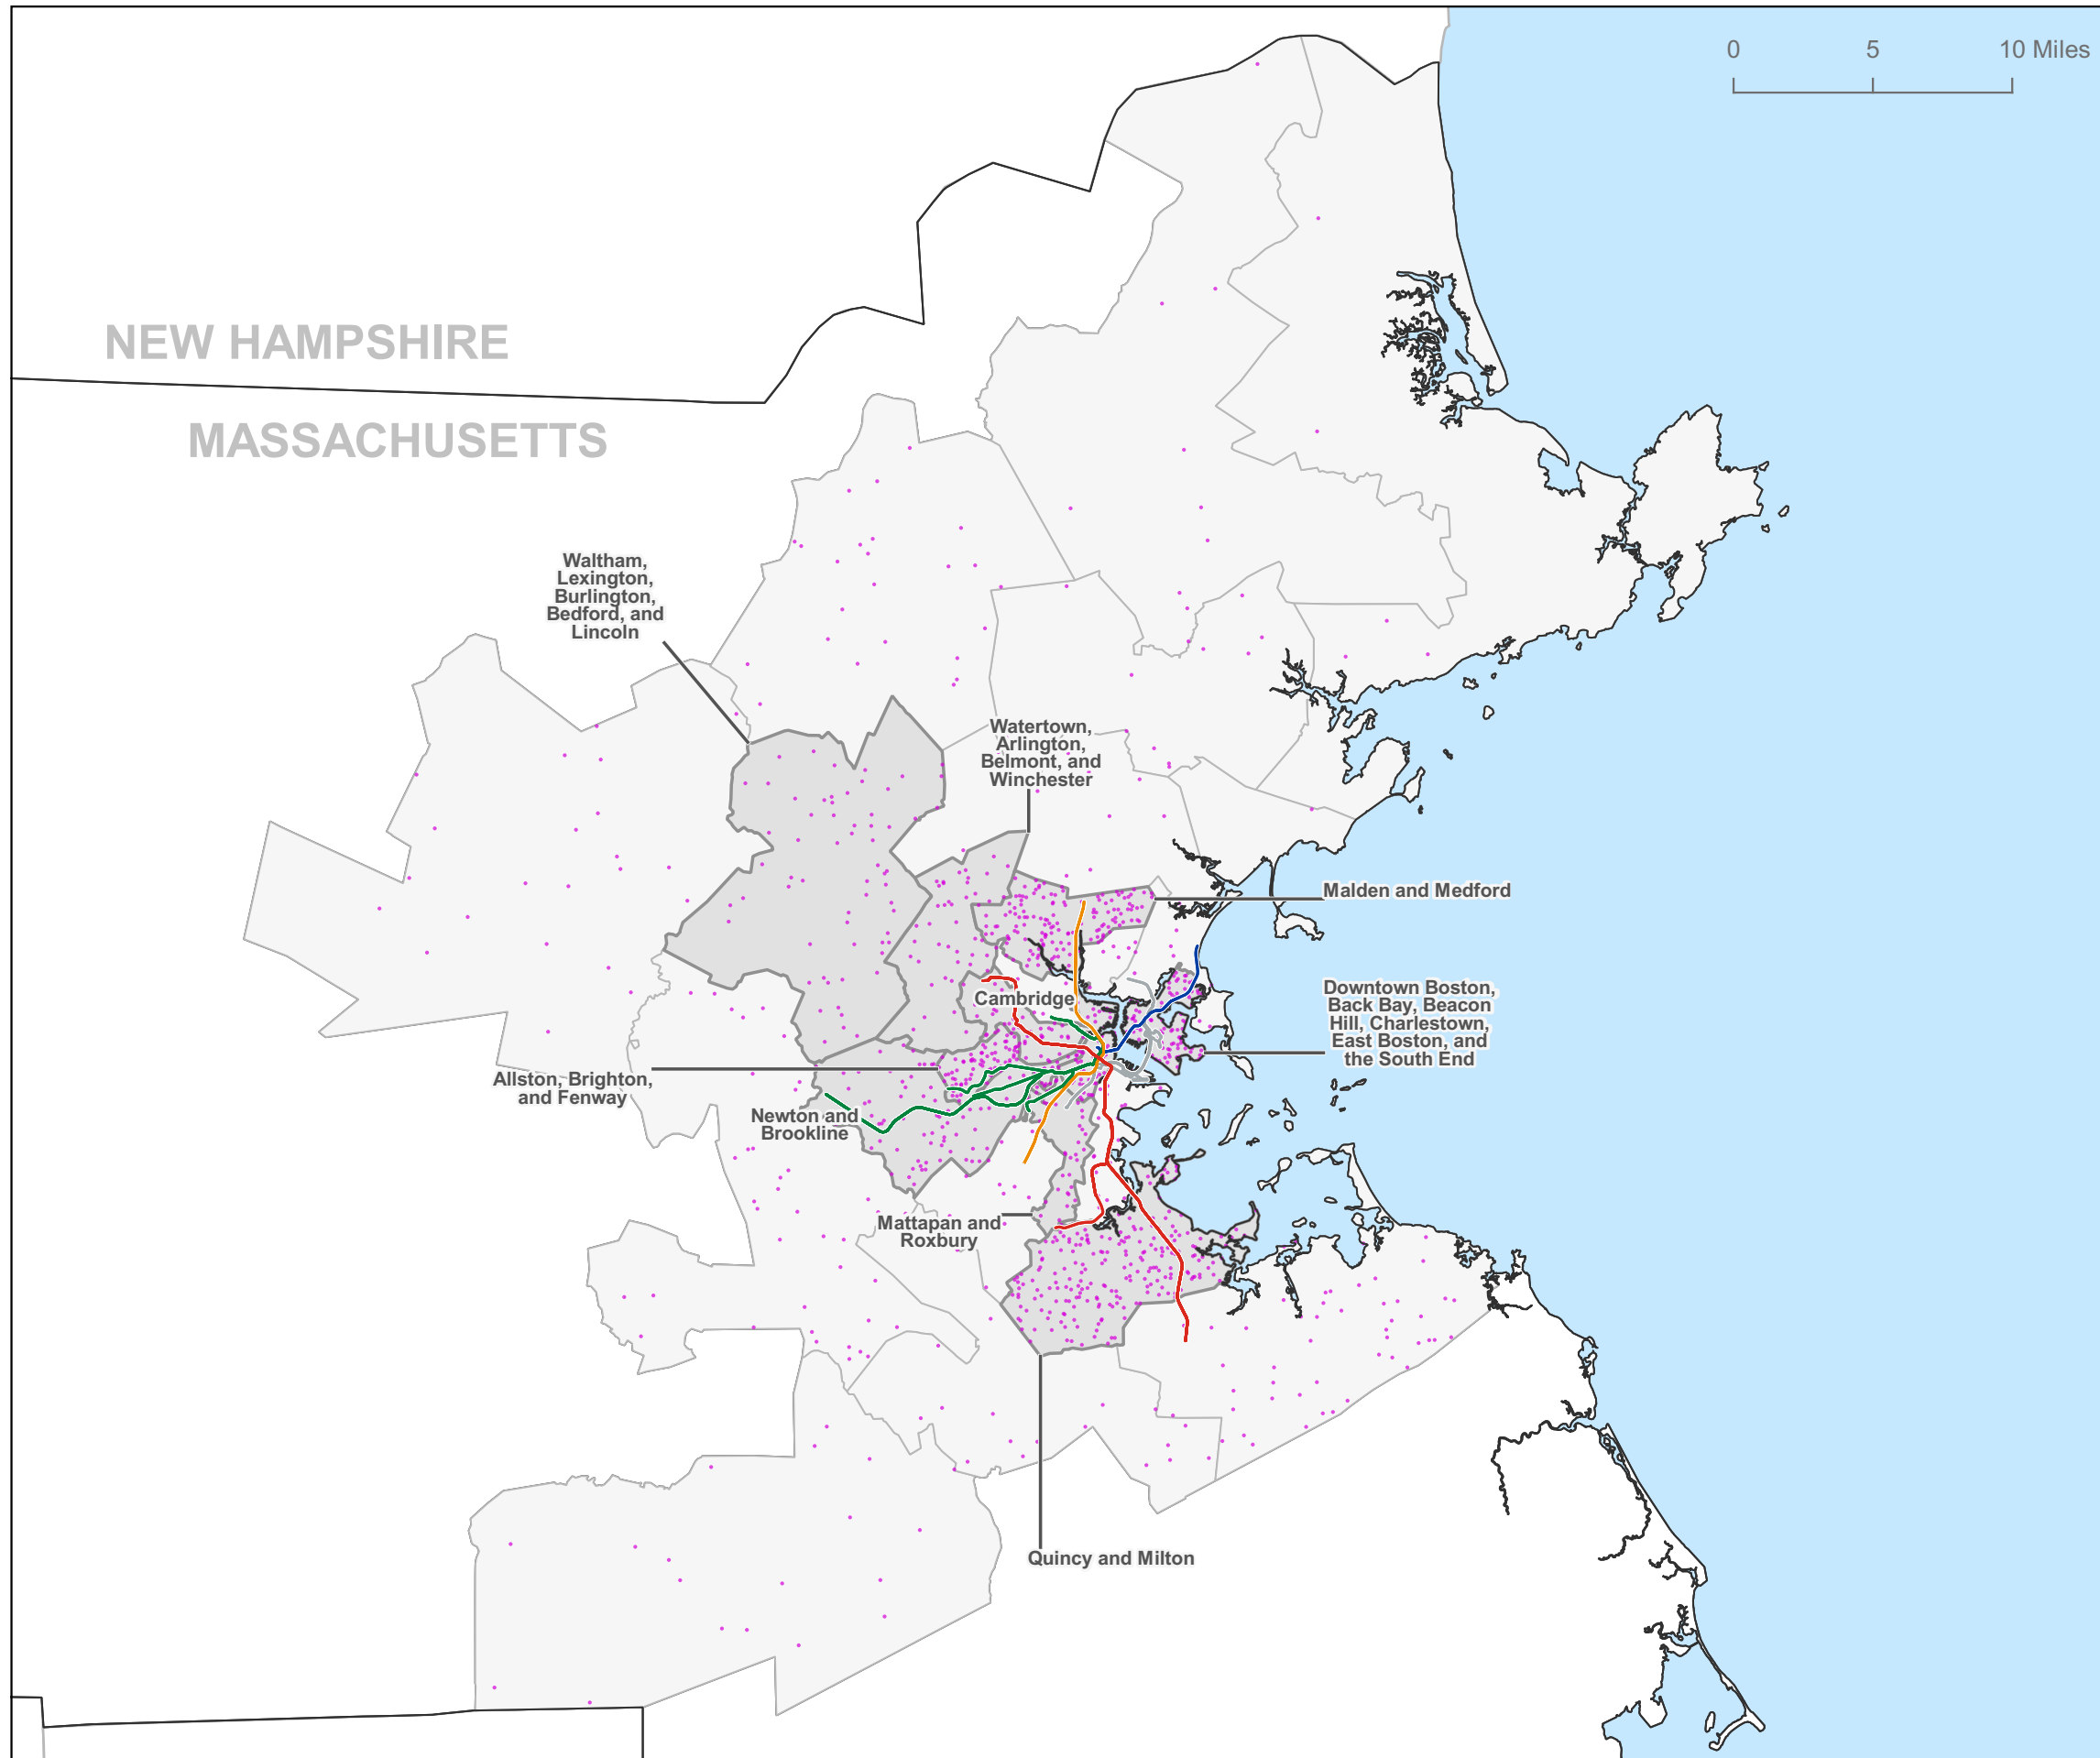 0 5 10 Miles
NEW HAMPSHIRE
MASSACHUSETTS
Waltham,
Lexington,
Burlington,
Bedford, and
Lincoln
Watertown,
Arlington,
Belmont, and
Winchester
Malden and Medford
Cambridge
Downtown Boston,
Back Bay, Beacon
Hill, Charlestown,
East Boston, and
the South End
Allston, Brighton,
and Fenway
Newton and
Brookline
Mattapan and
Roxbury
Quincy and Milton